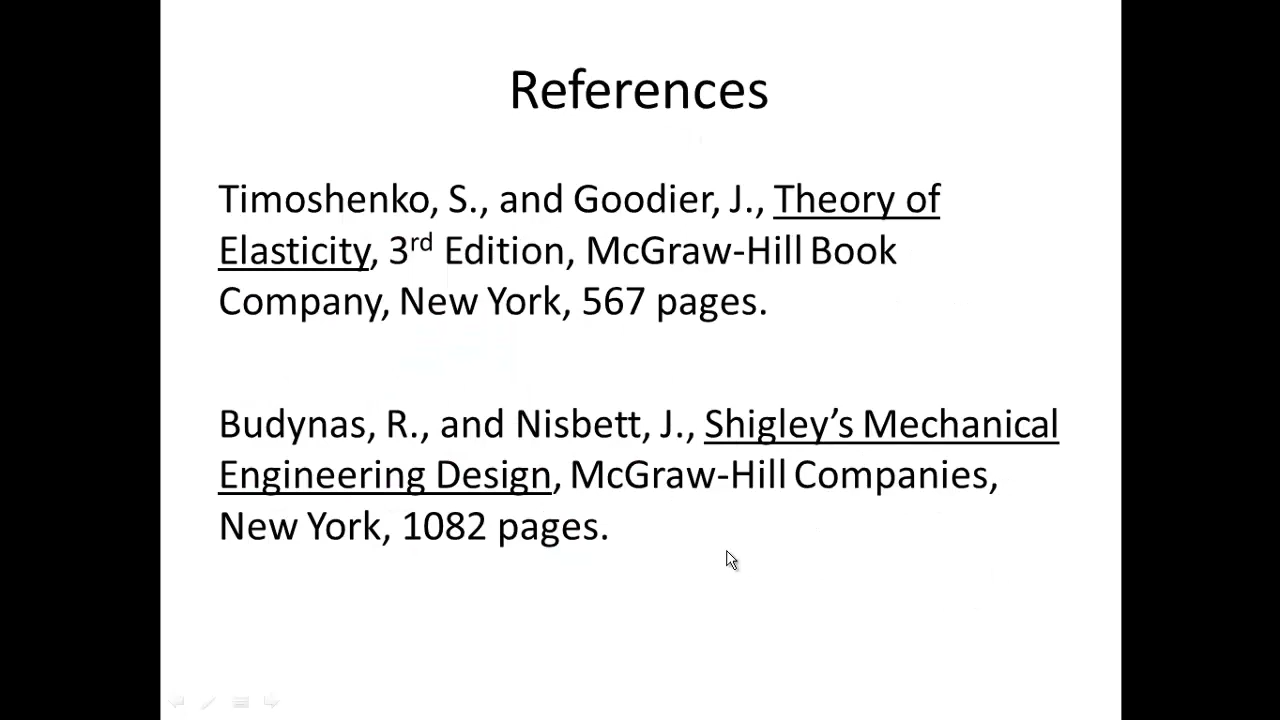 References
Timoshenko, S., and Goodier, J., Theory of
Elasticity, 3rd Edition, McGraw-Hill Book
Company, New York, 567 pages.
Budynas, R., and Nisbett, J., Shigley’s Mechanical
Engineering Design, McGraw-Hill Companies,
New York, 1082 pages.